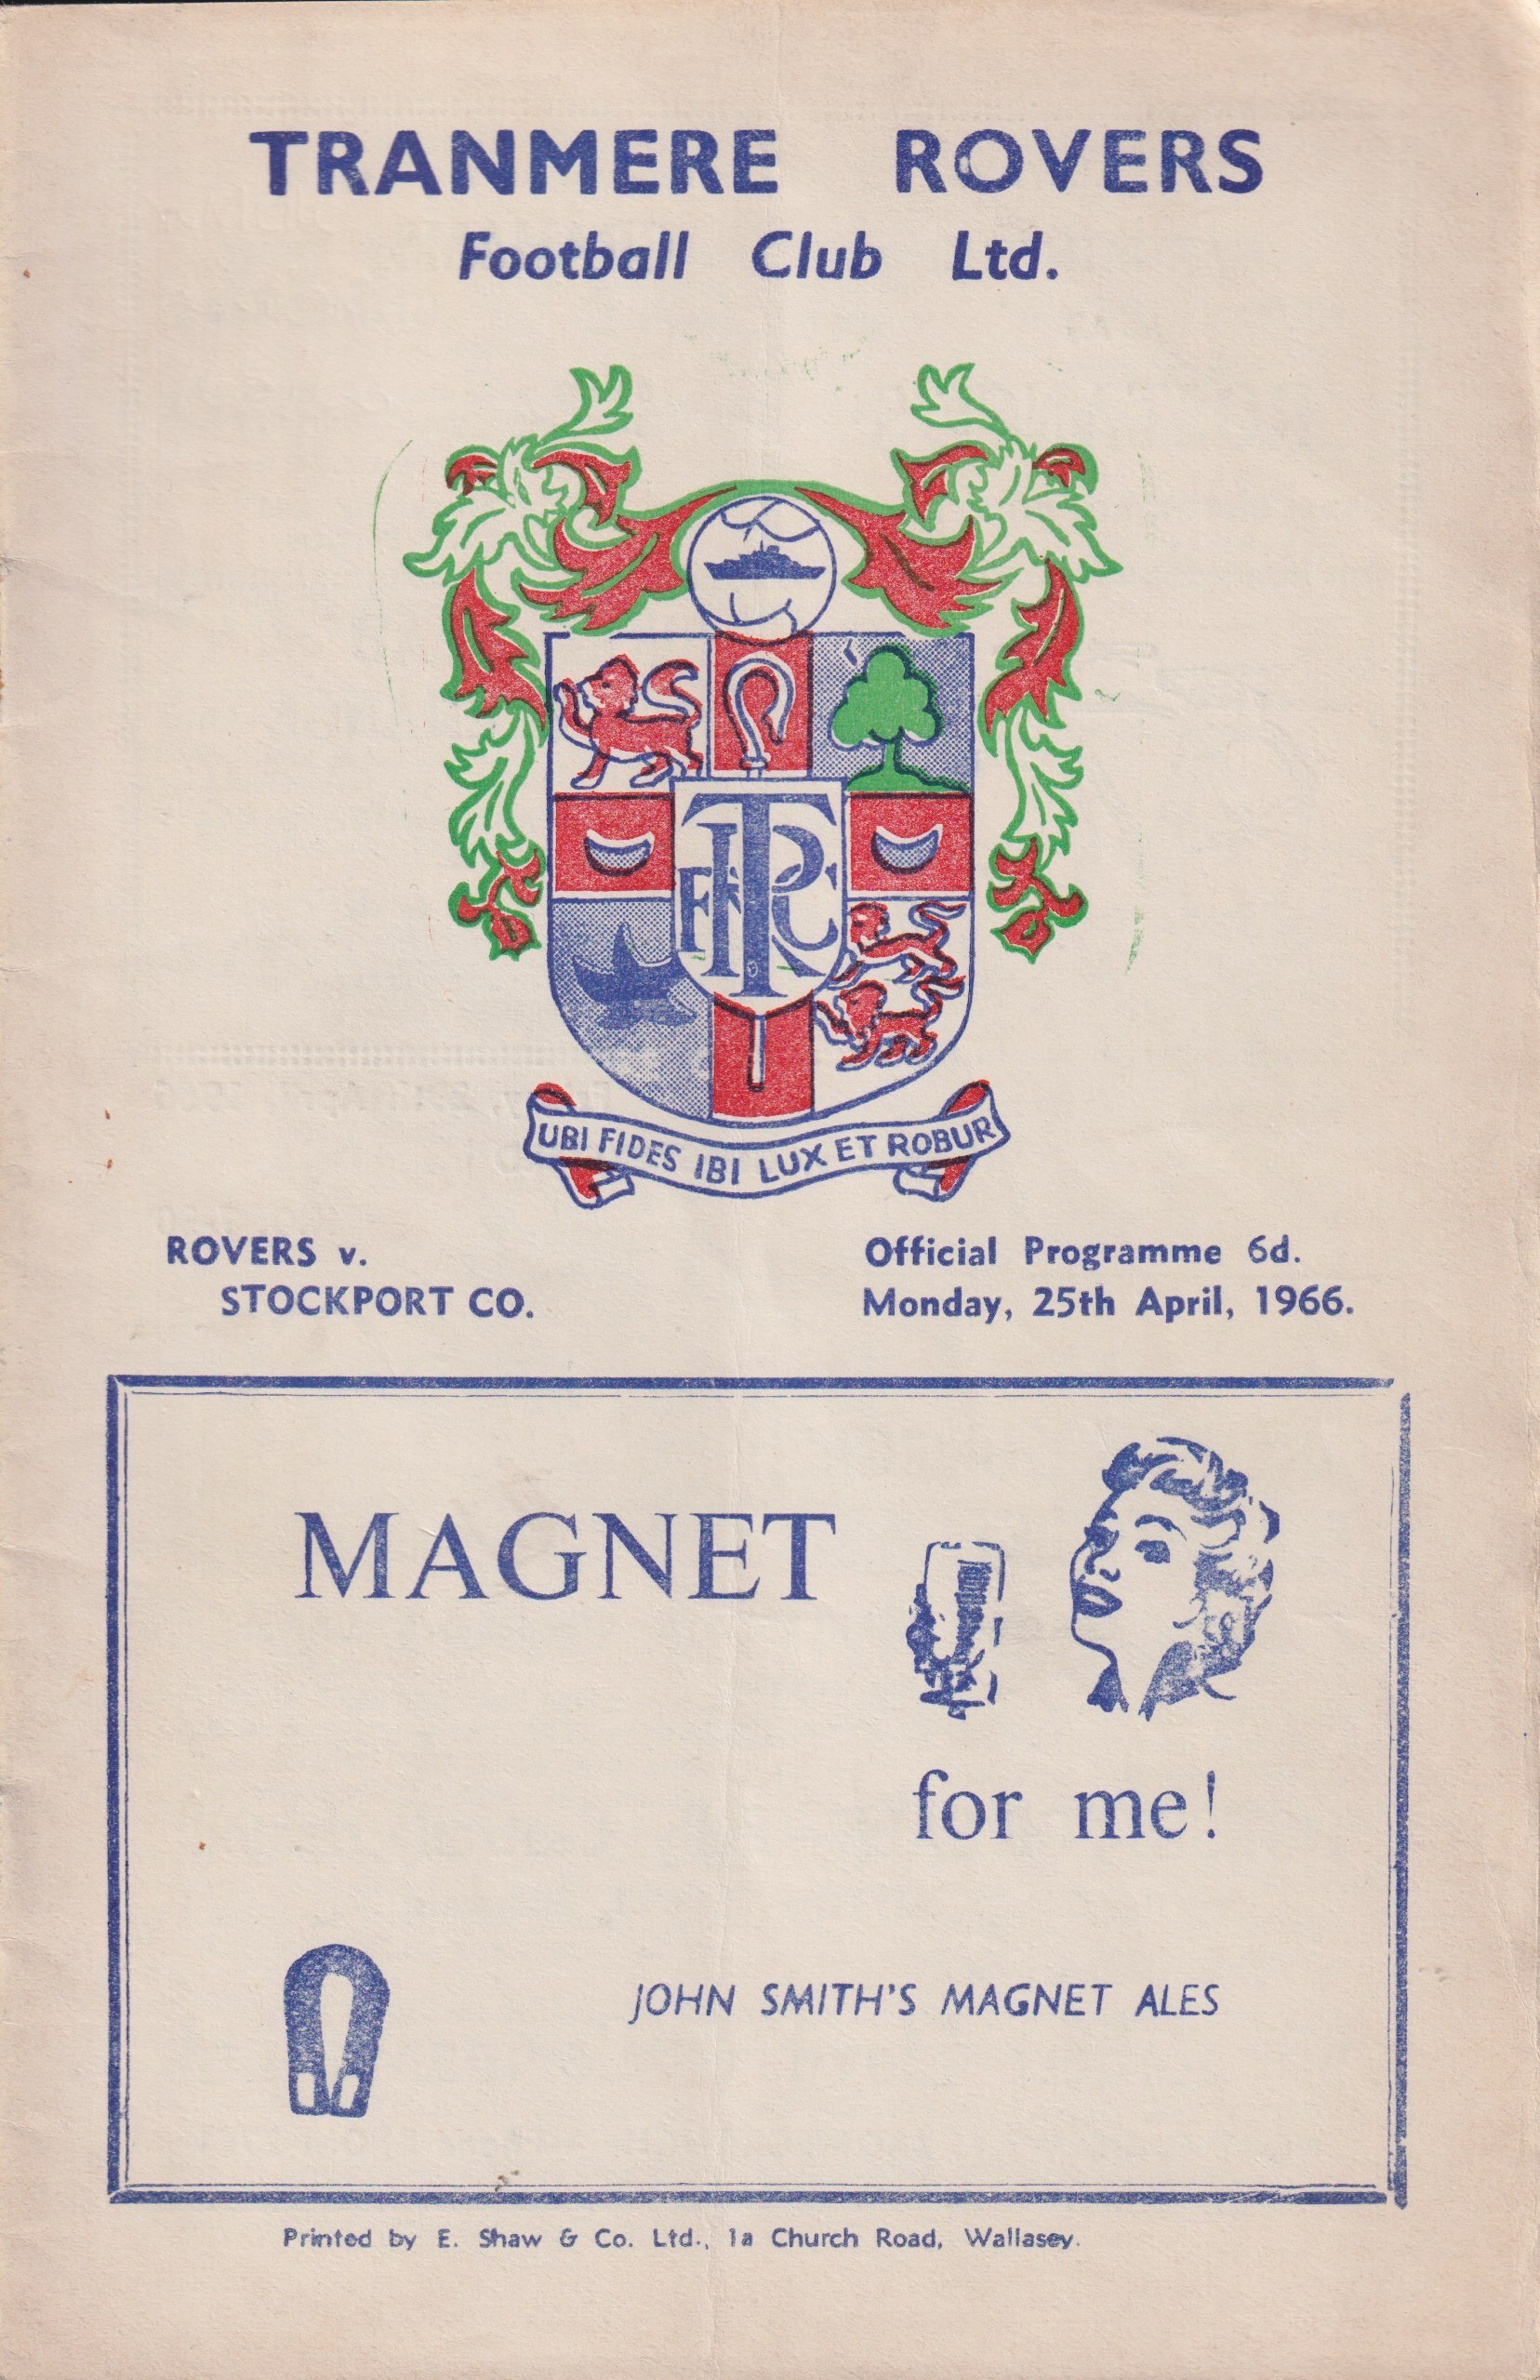 TRANMERE ROVERS
Football Club Ltd.
TRFC
UBI FIDES IBI LUX ET ROBUR
ROVERS v.
STOCKPORT CO.
Official Programme 6d.
Monday, 25th April, 1966.
MAGNET
for me!
JOHN SMITH'S MAGNET ALES
Printed by E. Shaw & Co. Ltd., 1a Church Road, Wallasey.